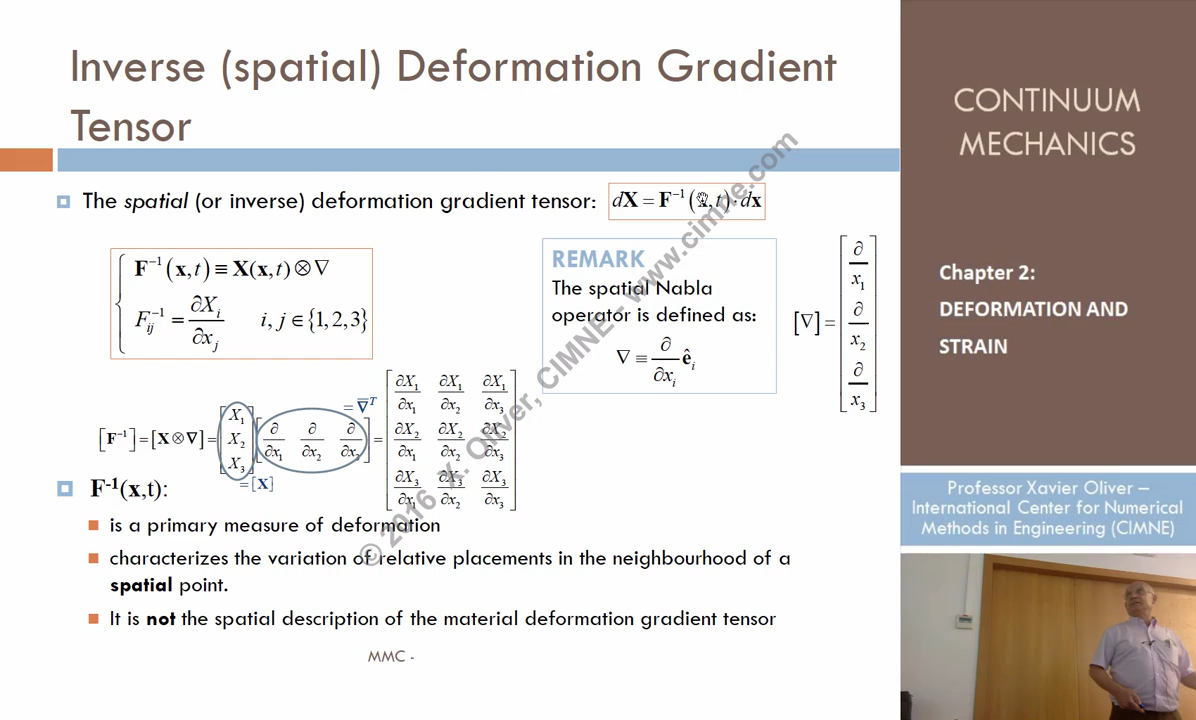 Inverse (spatial) Deformation Gradient
Tensor
The spatial (or inverse) deformation gradient tensor: dX = F⁻¹(x,t)·dx
F⁻¹(x,t) ≡ X(x,t) ⊗ ∇
F⁻¹ij = ∂Xi/∂xj    i, j ∈ {1, 2, 3}
REMARK
The spatial Nabla
operator is defined as:
∇ ≡ ∂/∂xi êi
[∇] = [∂/x1 ∂/x2 ∂/x3]
[F⁻¹] = [X ⊗ ∇] = [X1 X2 X3] [∂/∂x1 ∂/∂x2 ∂/∂x3] = [∂X1/∂x1 ∂X1/∂x2 ∂X1/∂x3
∂X2/∂x1 ∂X2/∂x2 ∂X2/∂x3
∂X3/∂x1 ∂X3/∂x2 ∂X3/∂x3]
= ∇̅ᵀ
= [X]
F⁻¹(x,t):
is a primary measure of deformation
characterizes the variation of relative placements in the neighbourhood of a
spatial point.
It is not the spatial description of the material deformation gradient tensor
MMC -
© 2016 X. Oliver, CIMNE - www.cimne.com
CONTINUUM
MECHANICS
Chapter 2:
DEFORMATION AND
STRAIN
Professor Xavier Oliver –
International Center for Numerical
Methods in Engineering (CIMNE)